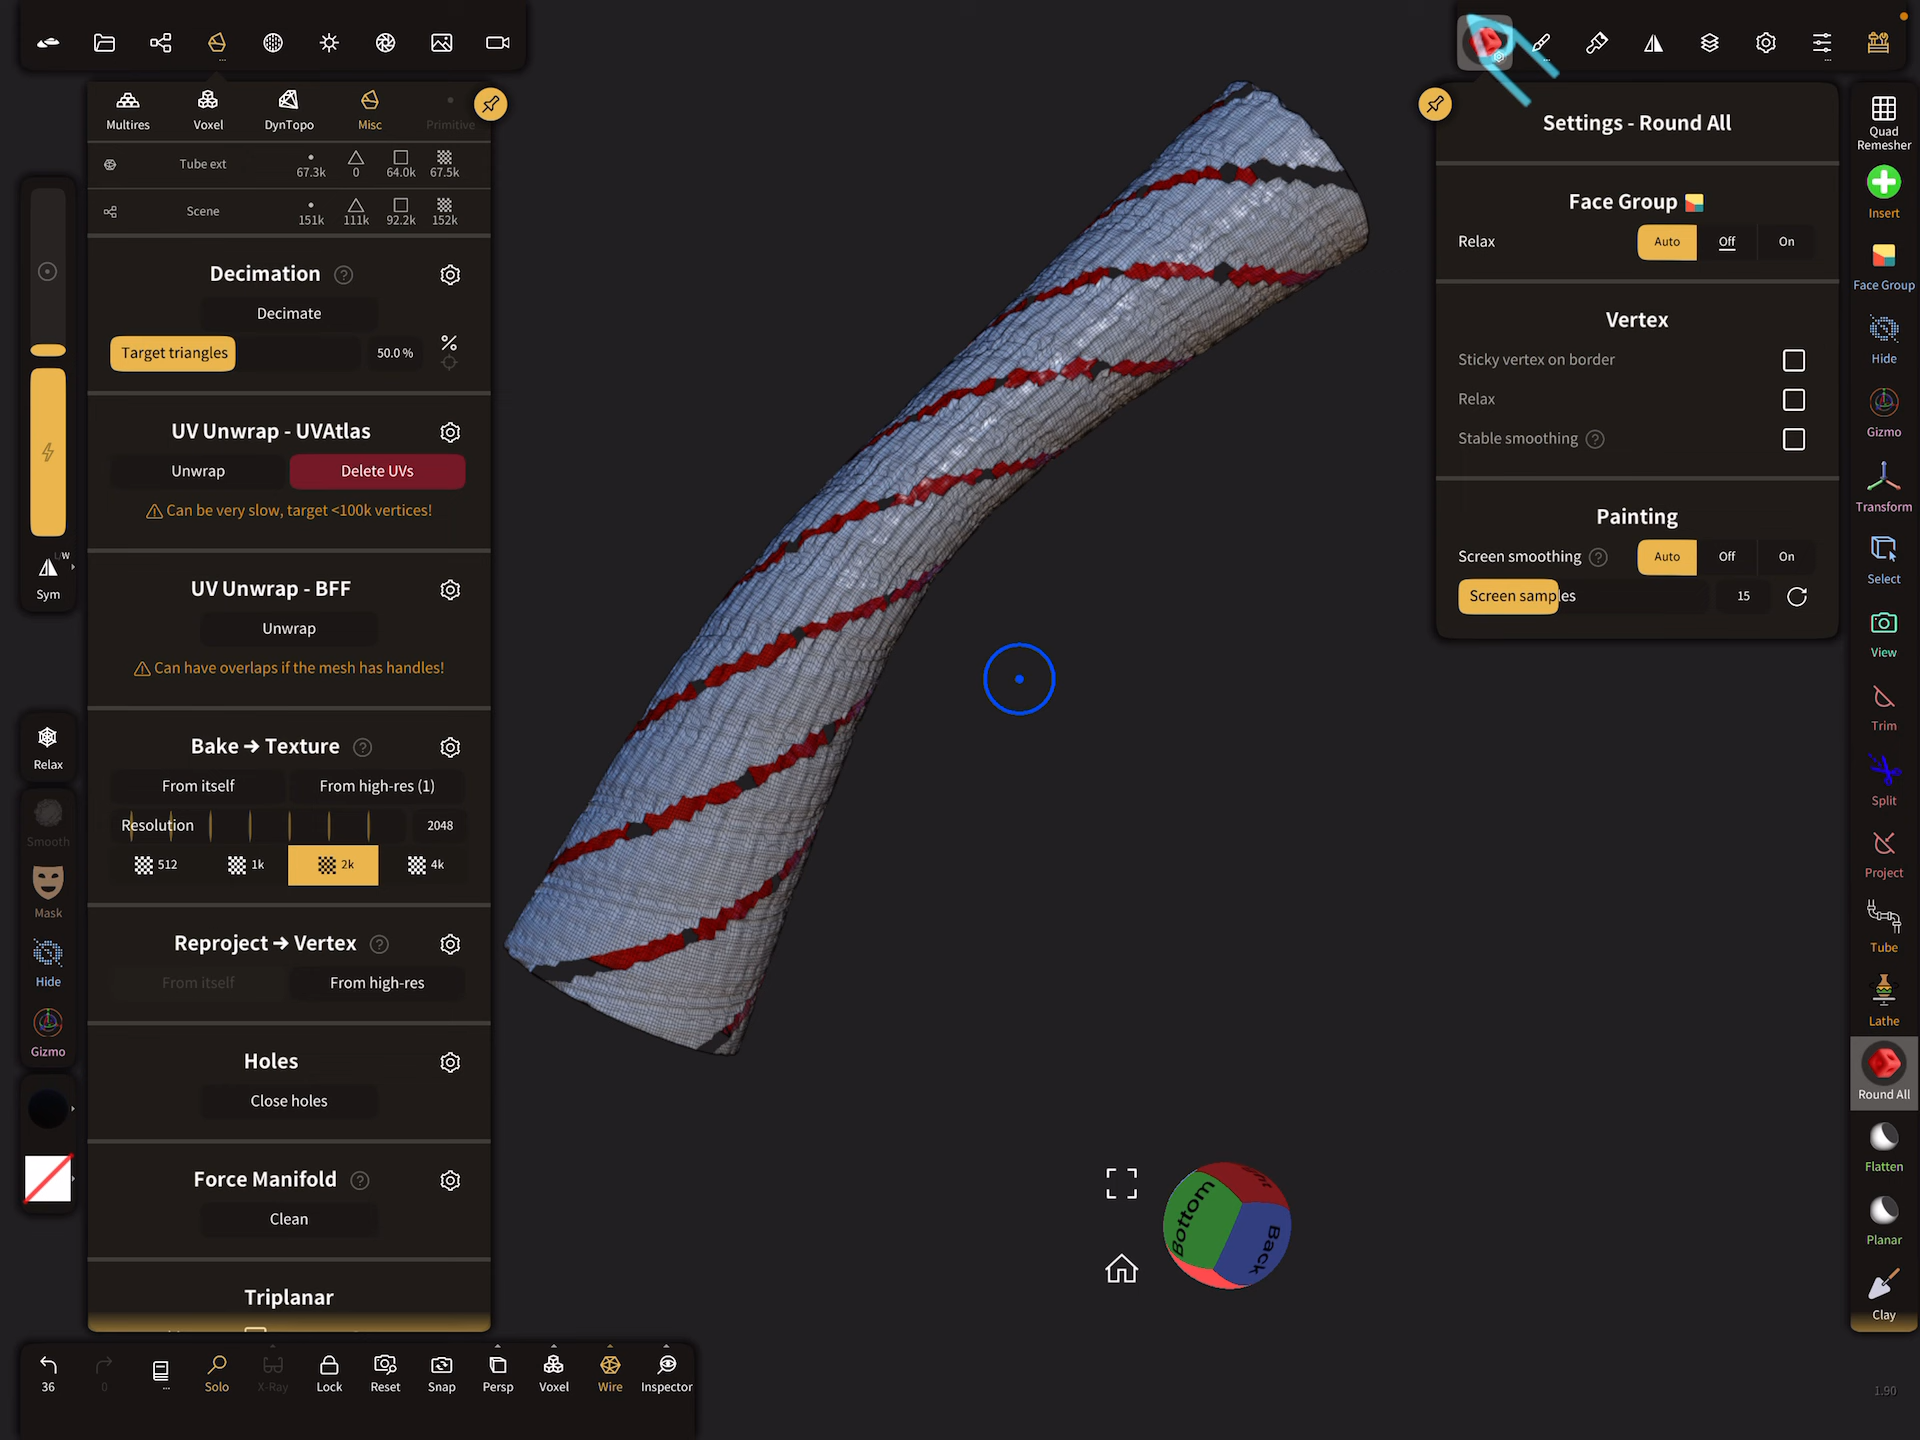 Multires
Voxel
DynTopo
Misc
Primitive
Tube ext
67.3k
0
64.0k
67.5k
Scene
151k
111k
92.2k
152k
Decimation ?
Decimate
Target triangles
50.0 %
%
UV Unwrap - UVAtlas
Unwrap
Delete UVs
Can be very slow, target <100k vertices!
UV Unwrap - BFF
Unwrap
Can have overlaps if the mesh has handles!
Bake → Texture ?
From itself
From high-res (1)
Resolution
2048
512
1k
2k
4k
Reproject → Vertex ?
From itself
From high-res
Holes
Close holes
Force Manifold ?
Clean
Triplanar
L/W
Sym
Relax
Smooth
Mask
Hide
Gizmo
36
0
Solo
X-Ray
Lock
Reset
Snap
Persp
Voxel
Wire
Inspector
Bottom
Back
Settings - Round All
Face Group
Relax
Auto
Off
On
Vertex
Sticky vertex on border
Relax
Stable smoothing ?
Painting
Screen smoothing ?
Auto
Off
On
Screen samples
15
Quad
Remesher
Insert
Face Group
Hide
Gizmo
Transform
Select
View
Trim
Split
Project
Tube
Lathe
Round All
Flatten
Planar
Clay
1.90